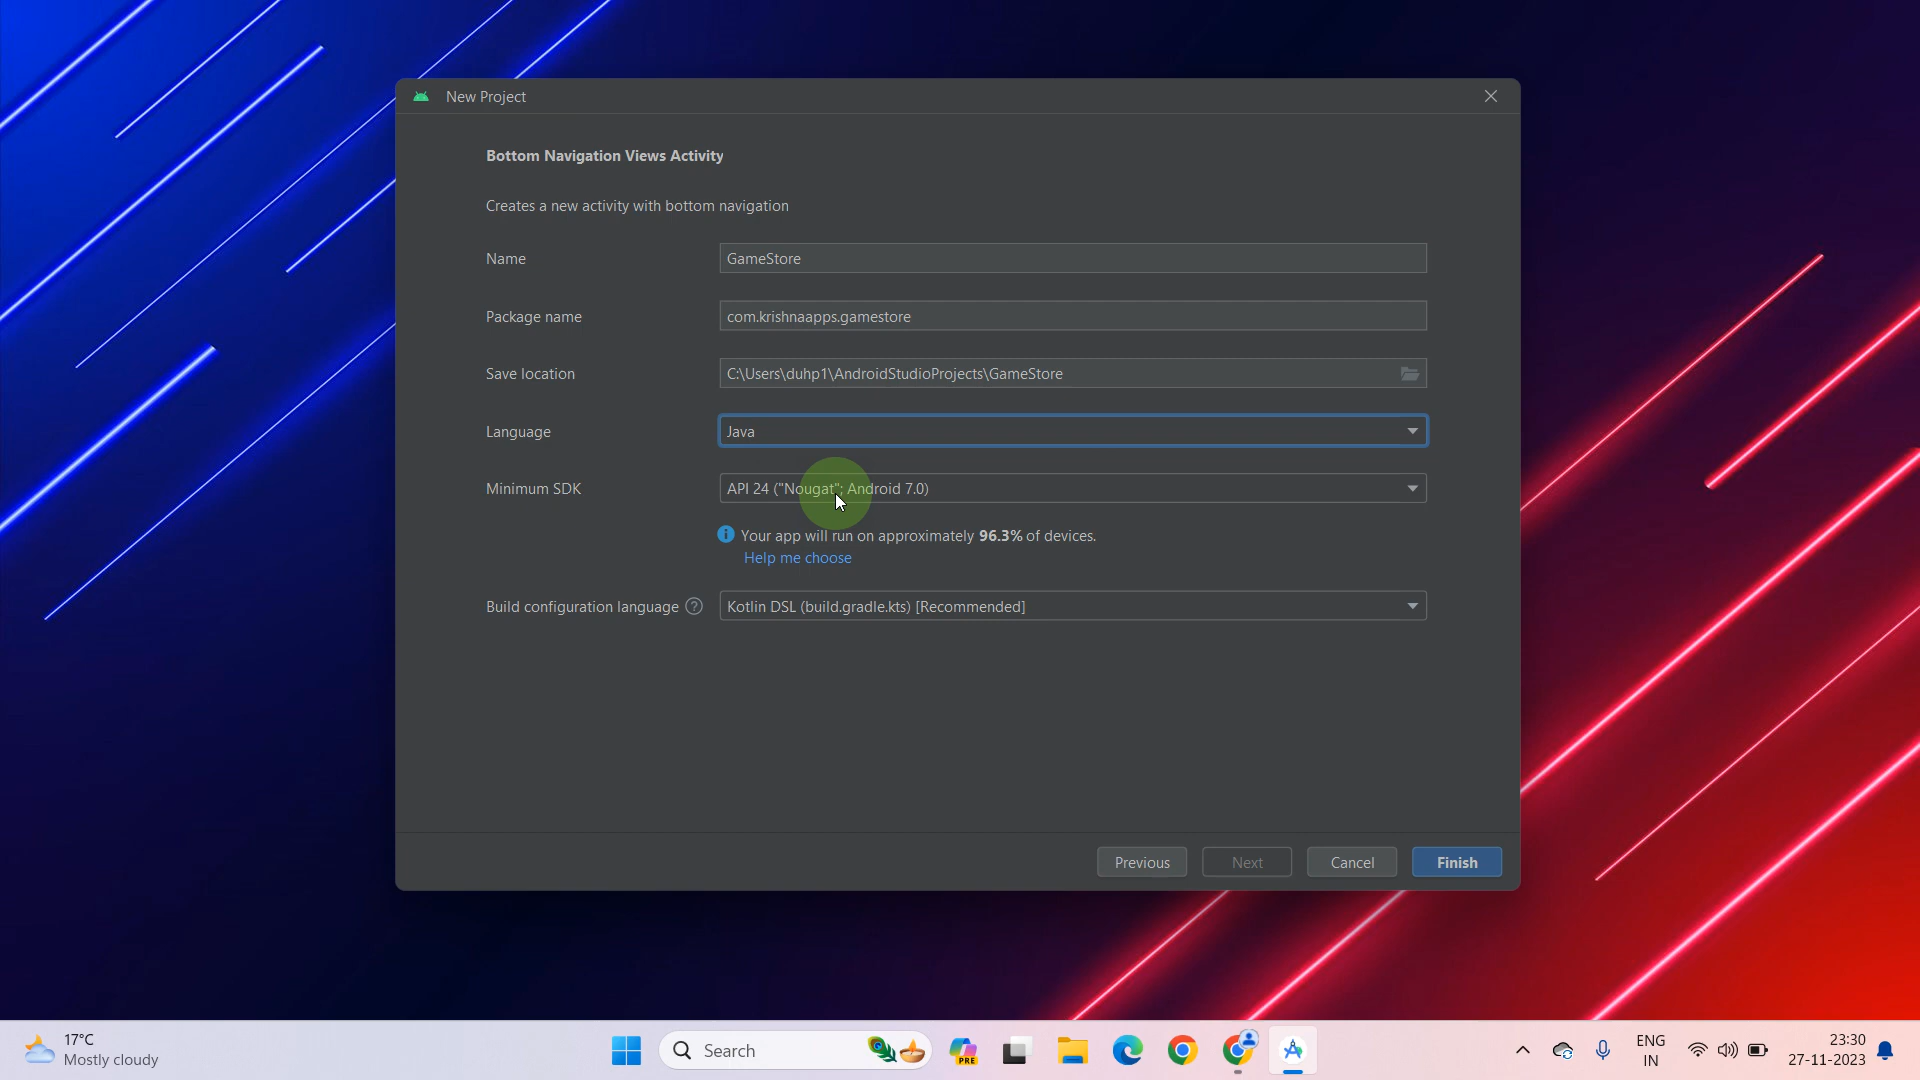 New Project
Bottom Navigation Views Activity
Creates a new activity with bottom navigation
Name
GameStore
Package name
com.krishnaapps.gamestore
Save location
C:\Users\duhp1\AndroidStudioProjects\GameStore
Language
Java
Minimum SDK
API 24 ("Nougat"; Android 7.0)
Your app will run on approximately 96.3% of devices.
Help me choose
Build configuration language ?
Kotlin DSL (build.gradle.kts) [Recommended]
Previous
Next
Cancel
Finish
17°C
Mostly cloudy
Search
PRE
ENG
IN
23:30
27-11-2023